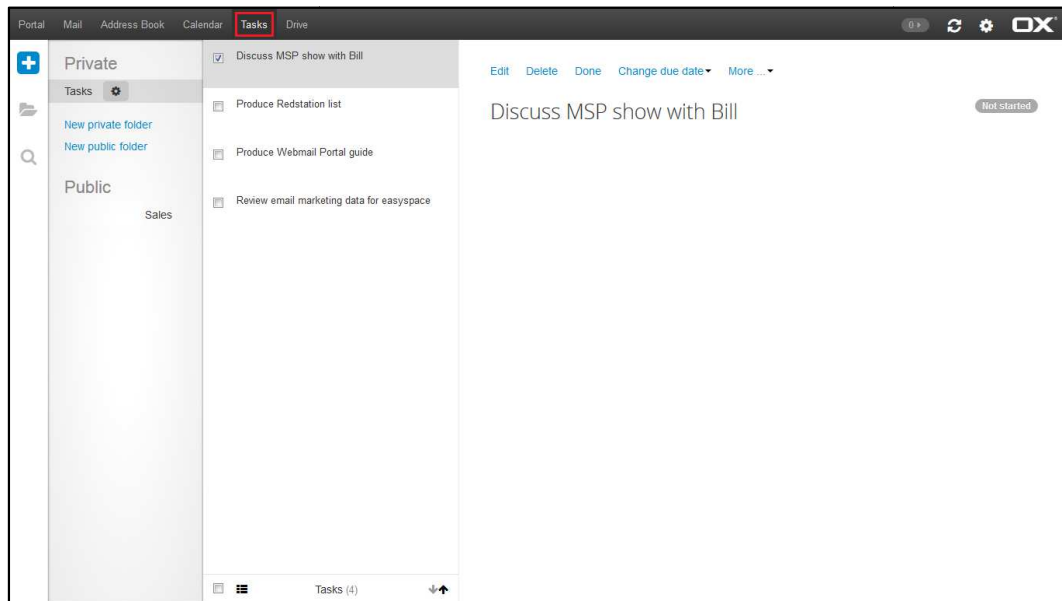 Portal Mail Address Book Calendar Tasks Drive 0 OX
Private
Tasks
New private folder
New public folder
Public
Sales
Discuss MSP show with Bill
Produce Redstation list
Produce Webmail Portal guide
Review email marketing data for easyspace
Tasks (4)
Edit Delete Done Change due date More ...
Discuss MSP show with Bill Not started